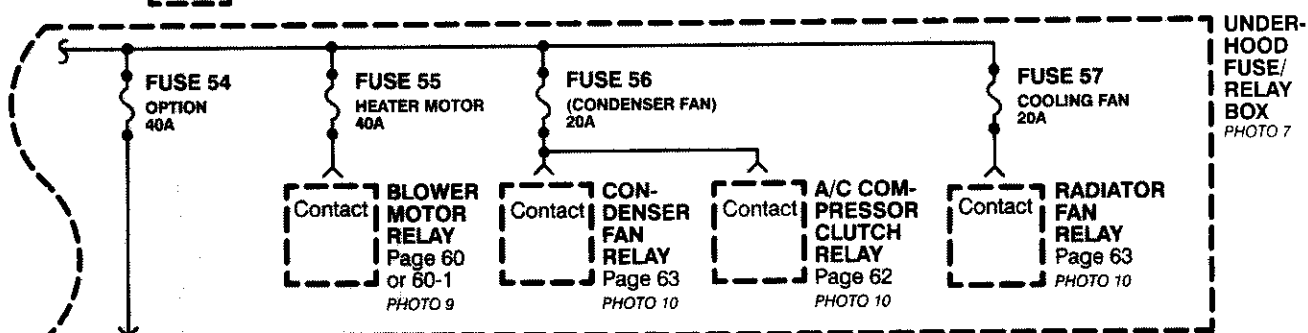 UNDER-
HOOD
FUSE/
RELAY
BOX
PHOTO 7
FUSE 54
OPTION
40A
FUSE 55
HEATER MOTOR
40A
FUSE 56
(CONDENSER FAN)
20A
FUSE 57
COOLING FAN
20A
Contact
BLOWER
MOTOR
RELAY
Page 60
or 60-1
PHOTO 9
Contact
CON-
DENSER
FAN
RELAY
Page 63
PHOTO 10
Contact
A/C COM-
PRESSOR
CLUTCH
RELAY
Page 62
PHOTO 10
Contact
RADIATOR
FAN
RELAY
Page 63
PHOTO 10